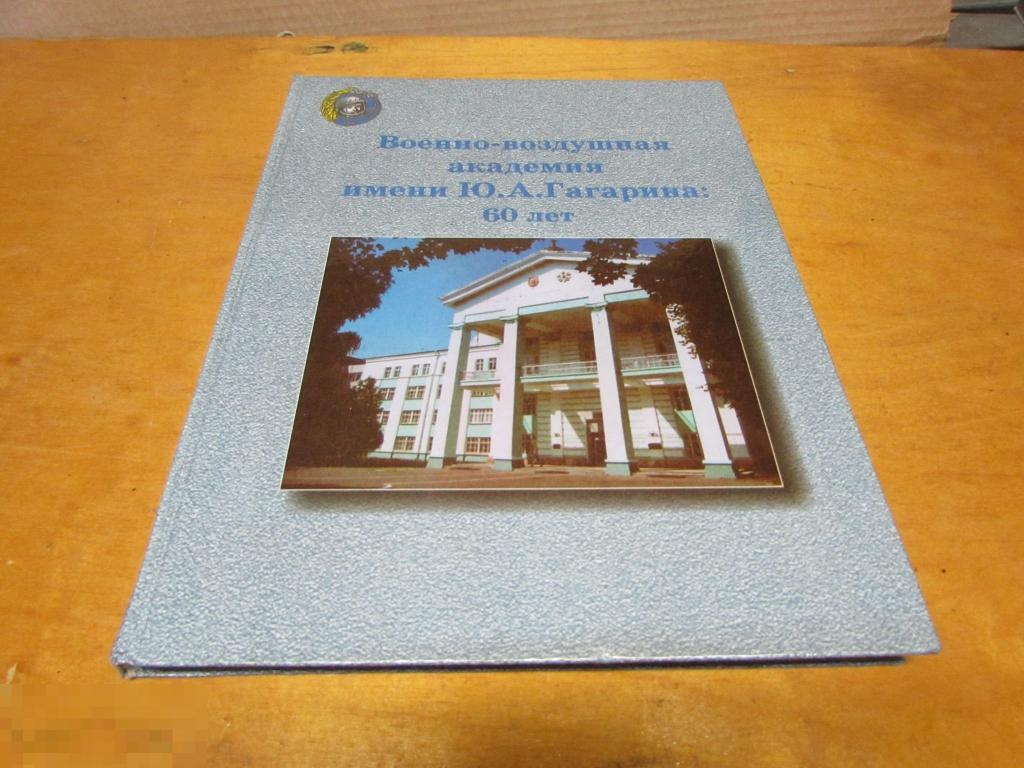 Военно-воздушная
академия
имени Ю.А.Гагарина:
60 лет